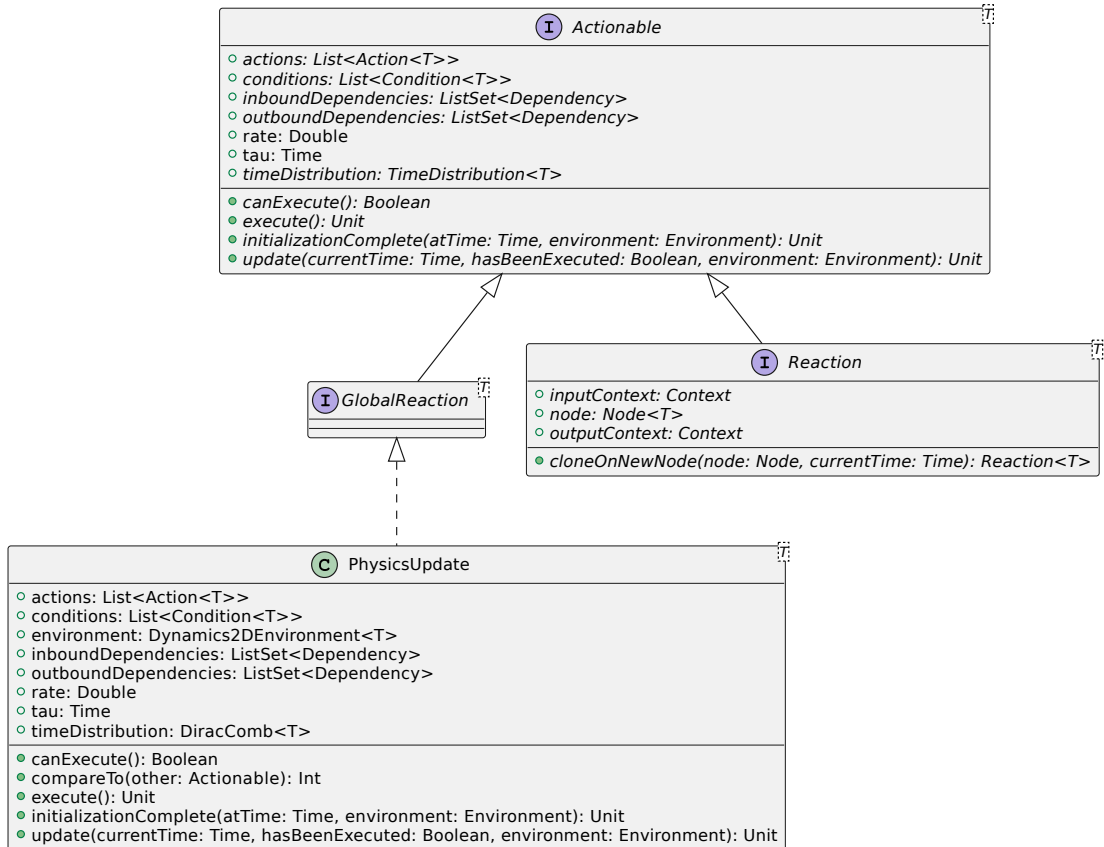 T
I Actionable
actions: List<Action<T>>
conditions: List<Condition<T>>
inboundDependencies: ListSet<Dependency>
outboundDependencies: ListSet<Dependency>
rate: Double
tau: Time
timeDistribution: TimeDistribution<T>
canExecute(): Boolean
execute(): Unit
initializationComplete(atTime: Time, environment: Environment): Unit
update(currentTime: Time, hasBeenExecuted: Boolean, environment: Environment): Unit
T
I GlobalReaction
T
I Reaction
inputContext: Context
node: Node<T>
outputContext: Context
cloneOnNewNode(node: Node, currentTime: Time): Reaction<T>
T
C PhysicsUpdate
actions: List<Action<T>>
conditions: List<Condition<T>>
environment: Dynamics2DEnvironment<T>
inboundDependencies: ListSet<Dependency>
outboundDependencies: ListSet<Dependency>
rate: Double
tau: Time
timeDistribution: DiracComb<T>
canExecute(): Boolean
compareTo(other: Actionable): Int
execute(): Unit
initializationComplete(atTime: Time, environment: Environment): Unit
update(currentTime: Time, hasBeenExecuted: Boolean, environment: Environment): Unit